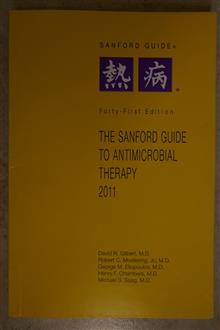 SANFORD GUIDE®
熱病®
Forty-First Edition
THE SANFORD GUIDE
TO ANTIMICROBIAL
THERAPY
2011
David N. Gilbert, M.D.
Robert C. Moellering, Jr., M.D.
George M. Eliopoulos, M.D.
Henry F. Chambers, M.D.
Michael S. Saag, M.D.